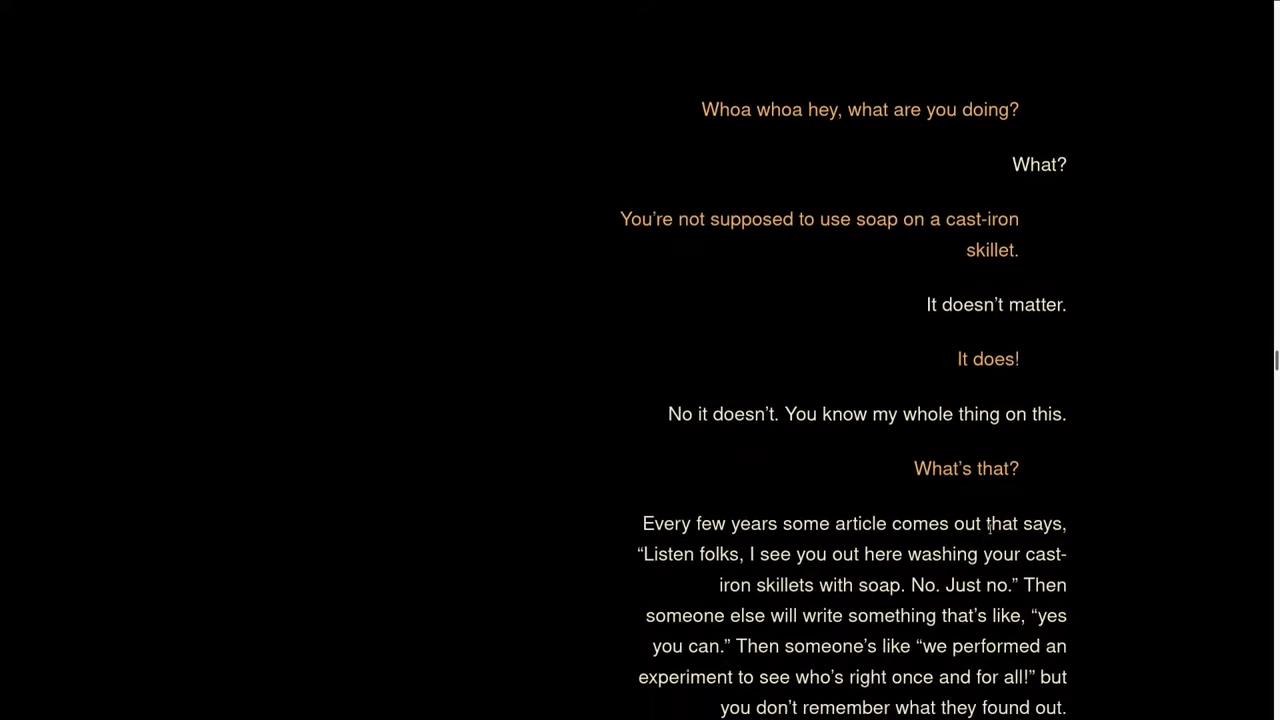 Whoa whoa hey, what are you doing?
What?
You’re not supposed to use soap on a cast-iron
skillet.
It doesn’t matter.
It does!
No it doesn’t. You know my whole thing on this.
What’s that?
Every few years some article comes out that says,
“Listen folks, I see you out here washing your cast-
iron skillets with soap. No. Just no.” Then
someone else will write something that’s like, “yes
you can.” Then someone’s like “we performed an
experiment to see who’s right once and for all!” but
you don't remember what they found out.